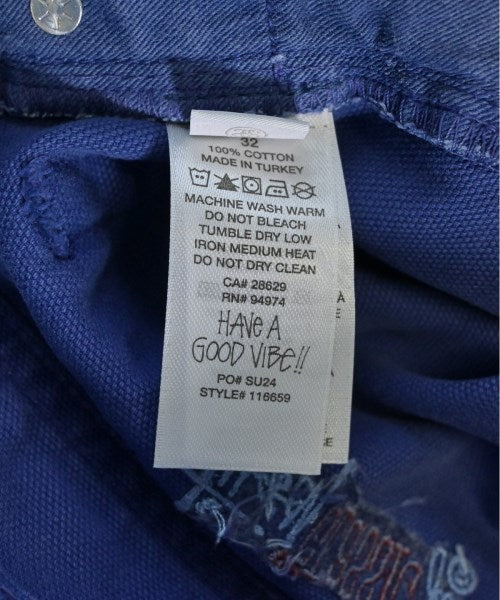 32
100% COTTON
MADE IN TURKEY
MACHINE WASH WARM
DO NOT BLEACH
TUMBLE DRY LOW
IRON MEDIUM HEAT
DO NOT DRY CLEAN
CA# 28629
RN# 94974
HAVE A
GOOD VIBE!!
PO# SU24
STYLE# 116659
A
E
E